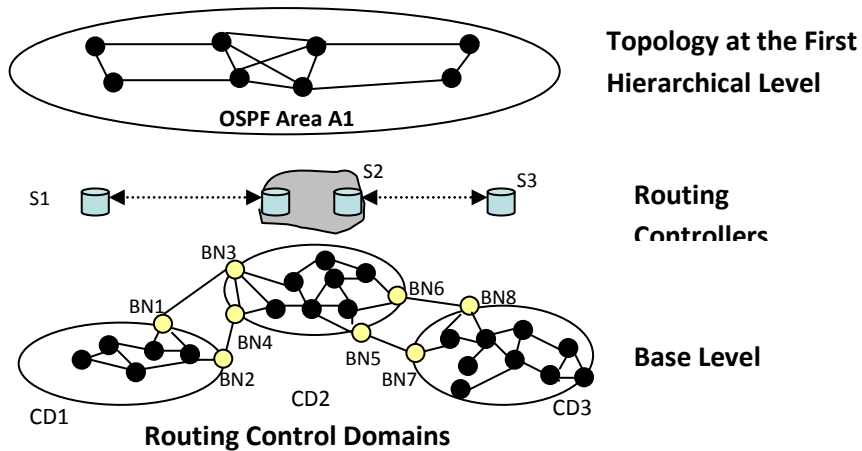 Topology at the First
Hierarchical Level
OSPF Area A1
S1
S2
S3
Routing
Controllers
BN3
BN6
BN1
BN8
BN4
BN2
BN5
BN7
Base Level
CD1
CD2
CD3
Routing Control Domains